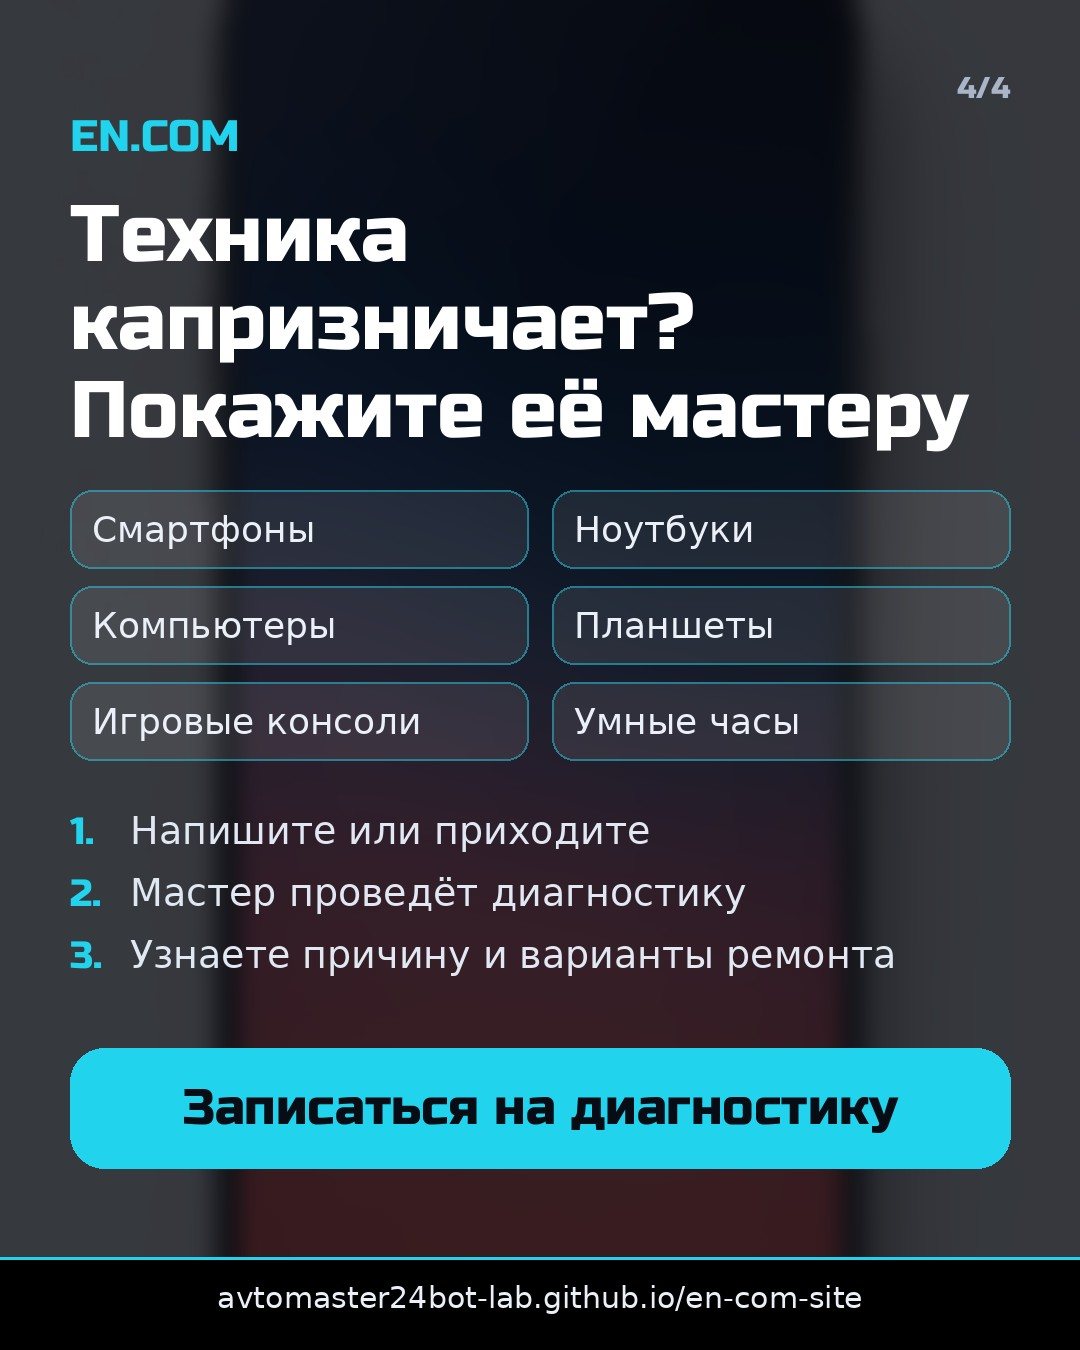 4/4
EN.COM
Техника
капризничает?
Покажите её мастеру
Смартфоны
Ноутбуки
Компьютеры
Планшеты
Игровые консоли
Умные часы
1. Напишите или приходите
2. Мастер проведёт диагностику
3. Узнаете причину и варианты ремонта
Записаться на диагностику
avtomaster24bot-lab.github.io/en-com-site